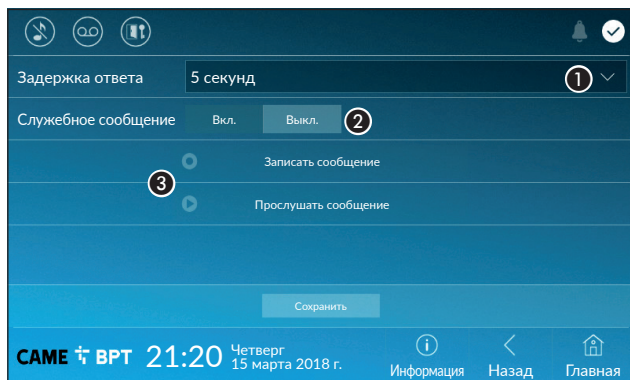 Задержка ответа 5 секунд 1
Служебное сообщение Вкл. Выкл. 2
Записать сообщение
3
Прослушать сообщение
Сохранить
CAME BPT 21:20 Четверг
15 марта 2018 г.
Информация Назад Главная